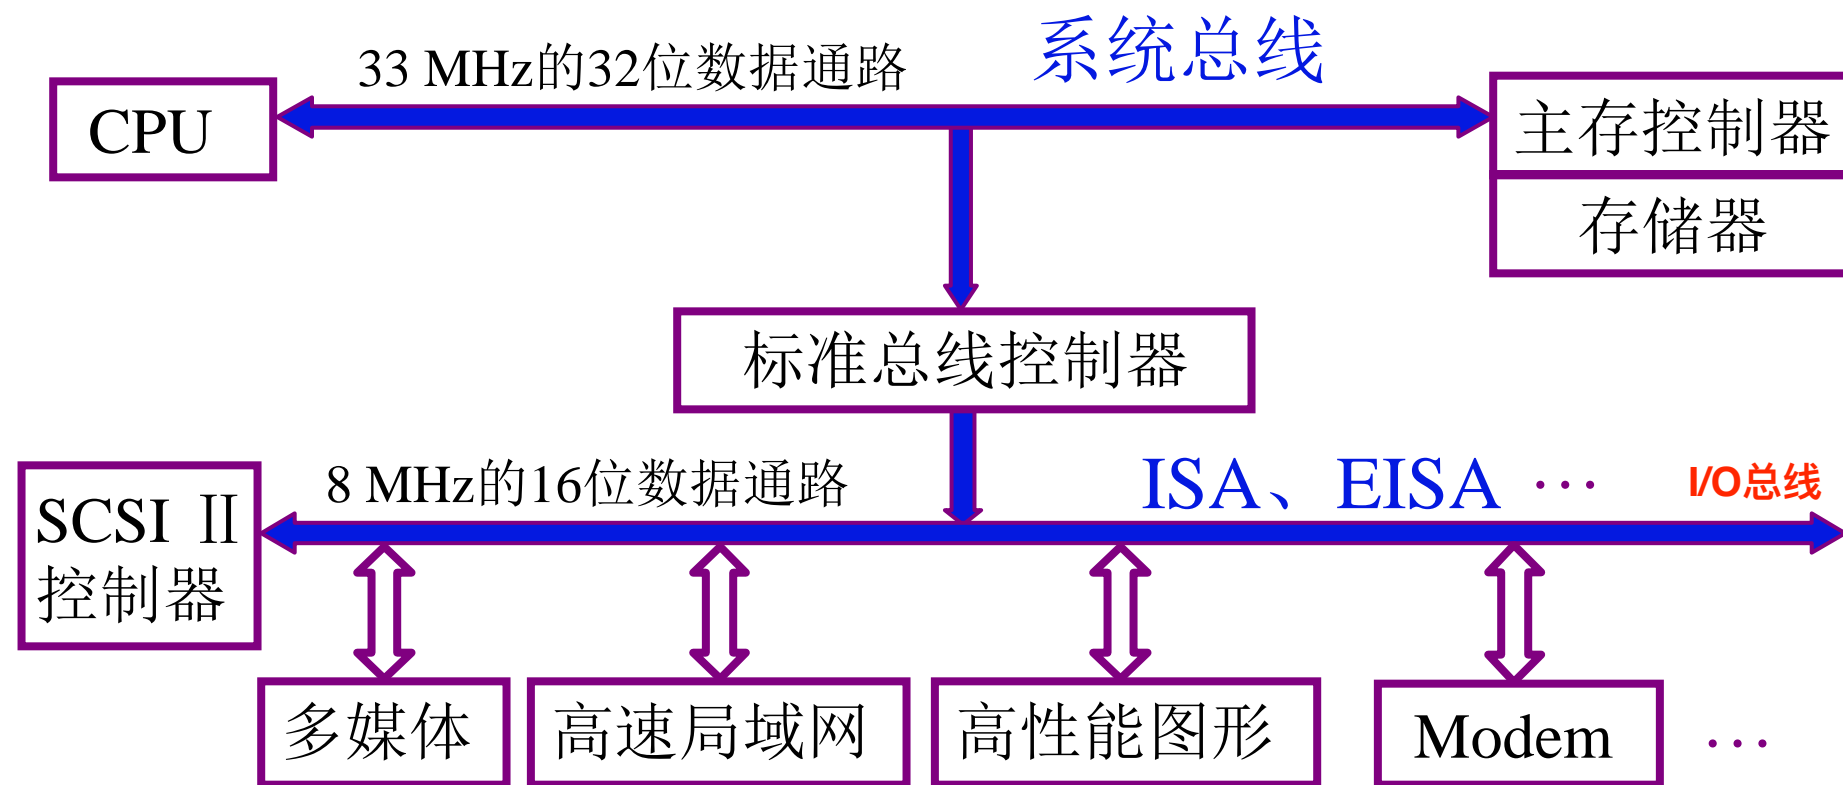 33 MHz的32位数据通路
系统总线
CPU
主存控制器
存储器
标准总线控制器
8 MHz的16位数据通路
ISA、EISA …
I/O总线
SCSI Ⅱ
控制器
多媒体
高速局域网
高性能图形
Modem
…